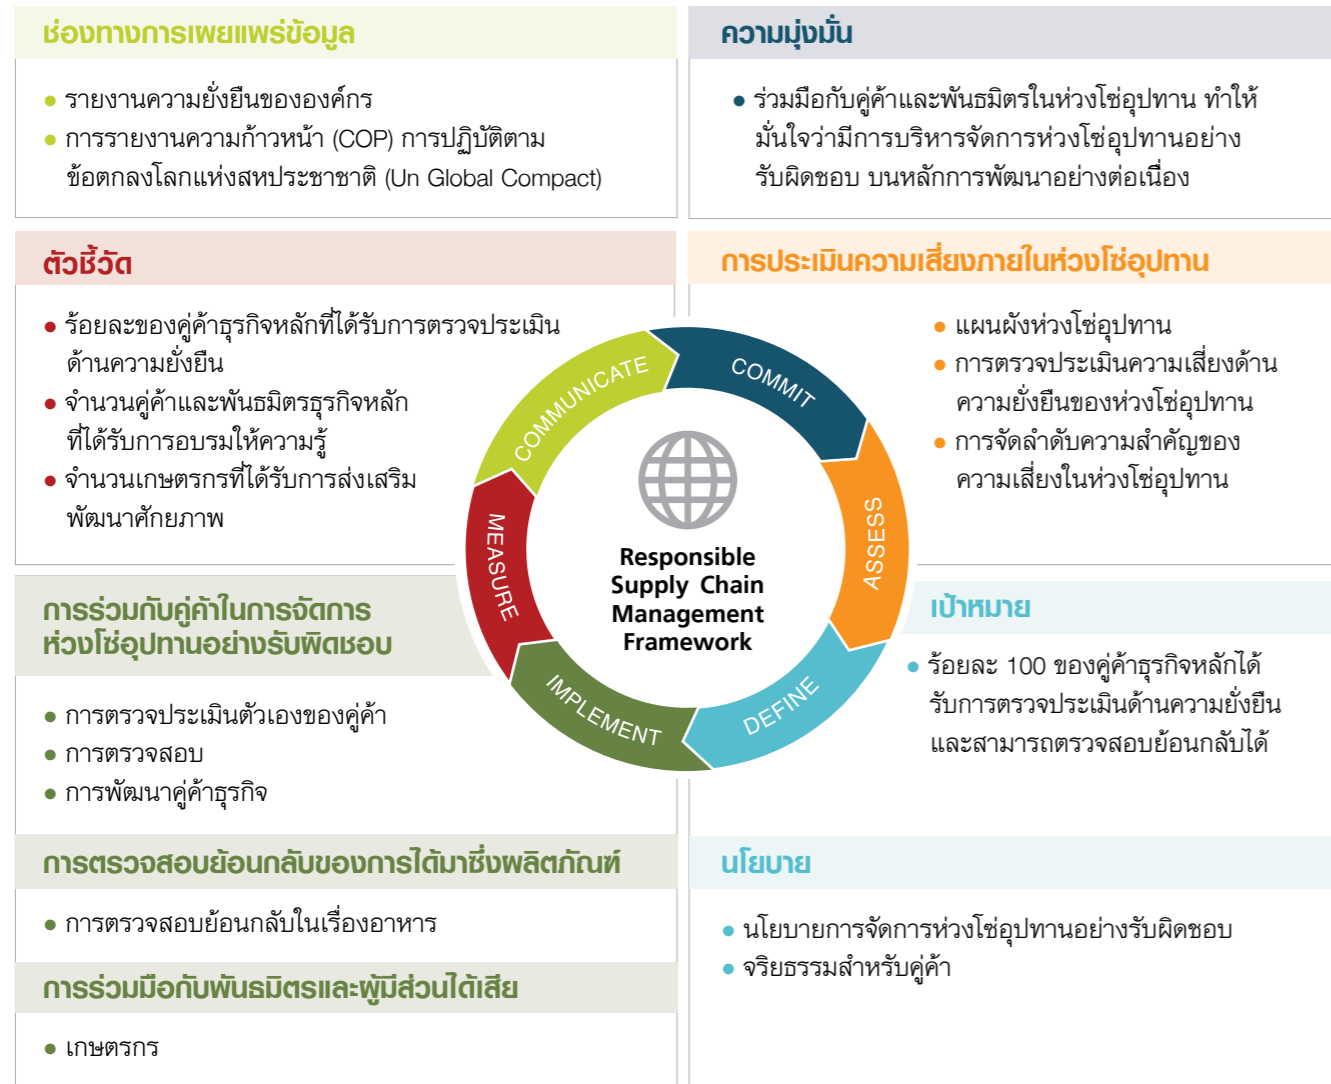 ช่องทางการเผยแพร่ข้อมูล
● รายงานความยั่งยืนขององค์กร
● การรายงานความก้าวหน้า (COP) การปฏิบัติตาม
ข้อตกลงโลกแห่งสหประชาชาติ (Un Global Compact)
ความมุ่งมั่น
● ร่วมมือกับคู่ค้าและพันธมิตรในห่วงโซ่อุปทาน ทำให้
มั่นใจว่ามีการบริหารจัดการห่วงโซ่อุปทานอย่าง
รับผิดชอบ บนหลักการพัฒนาอย่างต่อเนื่อง
ตัวชี้วัด
● ร้อยละของคู่ค้าธุรกิจหลักที่ได้รับการตรวจประเมิน
ด้านความยั่งยืน
● จำนวนคู่ค้าและพันธมิตรธุรกิจหลัก
ที่ได้รับการอบรมให้ความรู้
● จำนวนเกษตรกรที่ได้รับการส่งเสริม
พัฒนาศักยภาพ
การประเมินความเสี่ยงภายในห่วงโซ่อุปทาน
● แผนผังห่วงโซ่อุปทาน
● การตรวจประเมินความเสี่ยงด้าน
ความยั่งยืนของห่วงโซ่อุปทาน
● การจัดลำดับความสำคัญของ
ความเสี่ยงในห่วงโซ่อุปทาน
COMMUNICATE
COMMIT
ASSESS
DEFINE
IMPLEMENT
MEASURE
Responsible
Supply Chain
Management
Framework
การร่วมกับคู่ค้าในการจัดการ
ห่วงโซ่อุปทานอย่างรับผิดชอบ
● การตรวจประเมินตัวเองของคู่ค้า
● การตรวจสอบ
● การพัฒนาคู่ค้าธุรกิจ
เป้าหมาย
● ร้อยละ 100 ของคู่ค้าธุรกิจหลักได้
รับการตรวจประเมินด้านความยั่งยืน
และสามารถตรวจสอบย้อนกลับได้
การตรวจสอบย้อนกลับของการได้มาซึ่งผลิตภัณฑ์
● การตรวจสอบย้อนกลับในเรื่องอาหาร
นโยบาย
● นโยบายการจัดการห่วงโซ่อุปทานอย่างรับผิดชอบ
● จริยธรรมสำหรับคู่ค้า
การร่วมมือกับพันธมิตรและผู้มีส่วนได้เสีย
● เกษตรกร